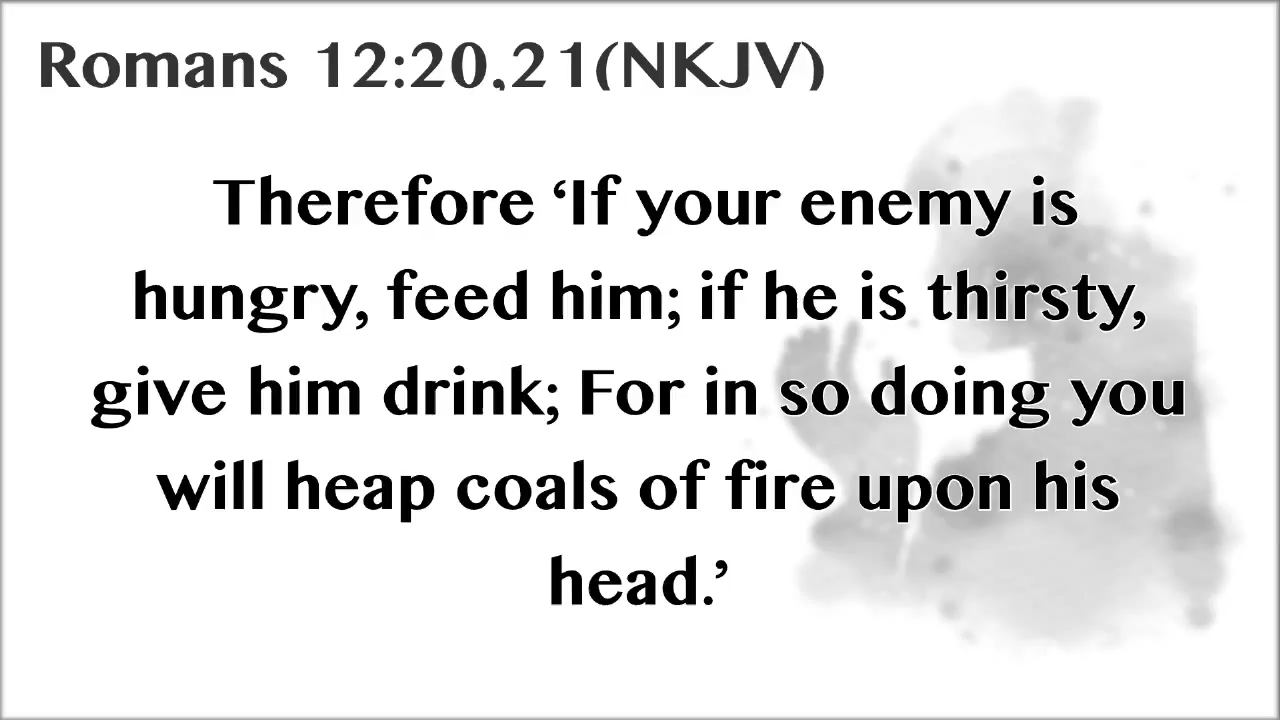 Romans 12:20,21(NKJV)
Therefore ‘If your enemy is
hungry, feed him; if he is thirsty,
give him drink; For in so doing you
will heap coals of fire upon his
head.’